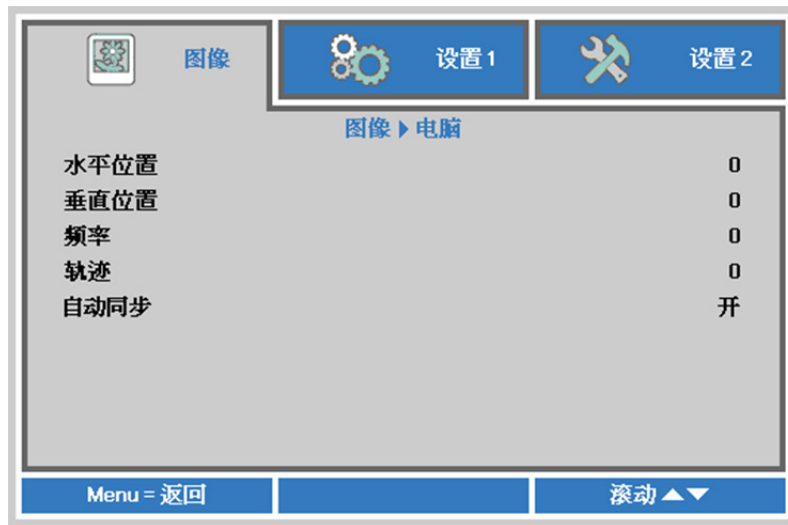 图像 设置1 设置2
图像▶电脑
水平位置 0
垂直位置 0
频率 0
轨迹 0
自动同步 开
Menu = 返回 滚动▲▼